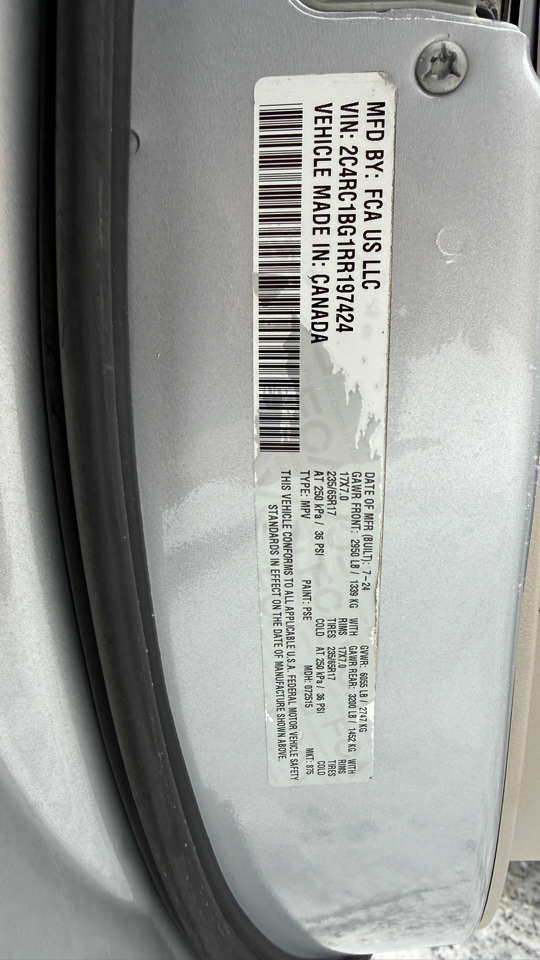 MFD BY: FCA US LLC
VIN: 2C4RC1BG1RR197424
VEHICLE MADE IN: CANADA
DATE OF MFR (BUILT): 7-24 GVWR: 6055 LB / 2747 KG
GAWR FRONT: 2950 LB / 1339 KG WITH GAWR REAR: 3200 LB / 1452 KG WITH
17X7.0 RIMS 17X7.0 RIMS
235/65R17 TIRES 235/65R17 TIRES
AT 250 kPa / 36 PSI COLD AT 250 kPa / 36 PSI COLD
TYPE: MPV PAINT: PSE MDH: 072515 MKT: 875
THIS VEHICLE CONFORMS TO ALL APPLICABLE U.S.A. FEDERAL MOTOR VEHICLE SAFETY
STANDARDS IN EFFECT ON THE DATE OF MANUFACTURE SHOWN ABOVE.